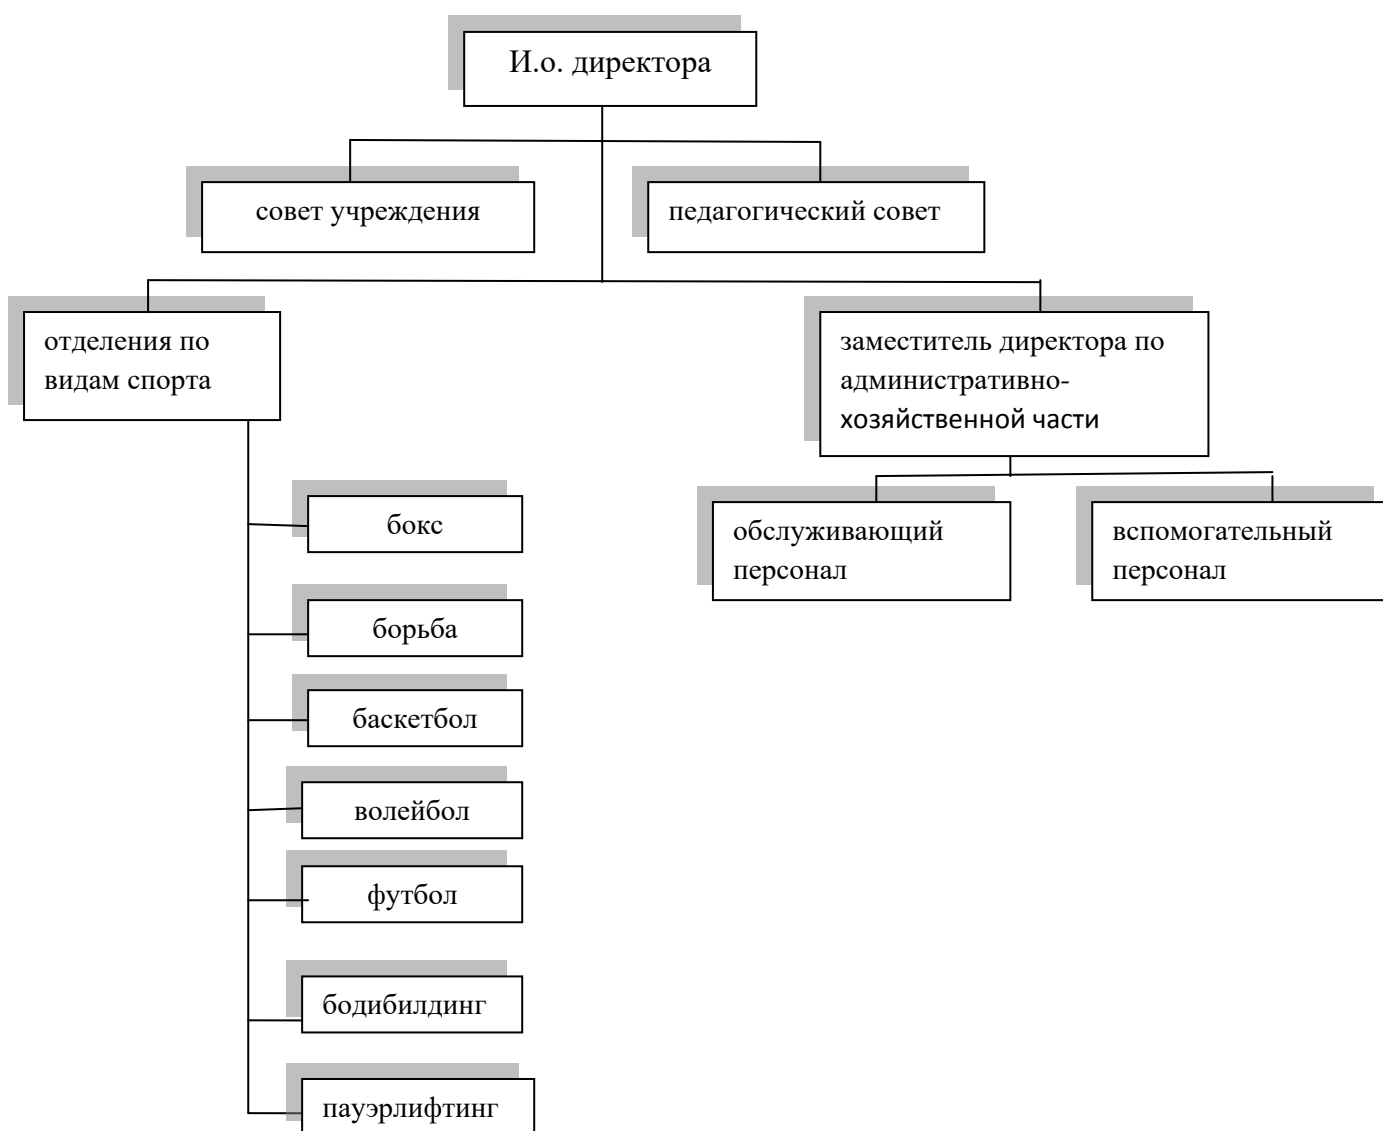 И.о. директора
совет учреждения
педагогический совет
отделения по
видам спорта
заместитель директора по
административно-
хозяйственной части
бокс
борьба
баскетбол
волейбол
футбол
бодибилдинг
пауэрлифтинг
обслуживающий
персонал
вспомогательный
персонал